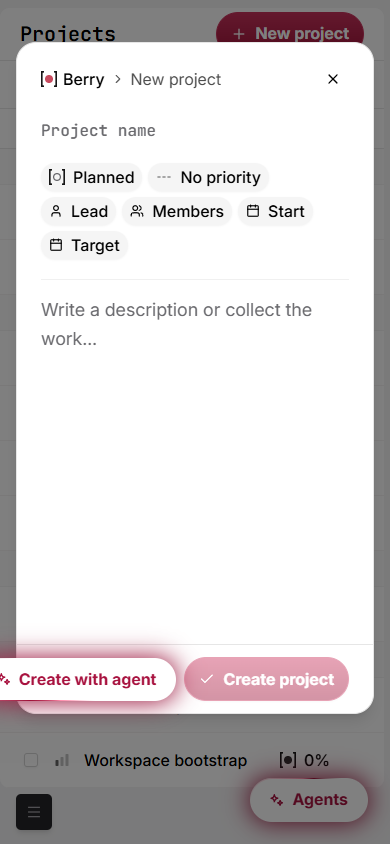 Projects
+ New project
Berry > New project
Project name
Planned
No priority
Lead
Members
Start
Target
Write a description or collect the
work...
Create with agent
Create project
Workspace bootstrap
0%
Agents